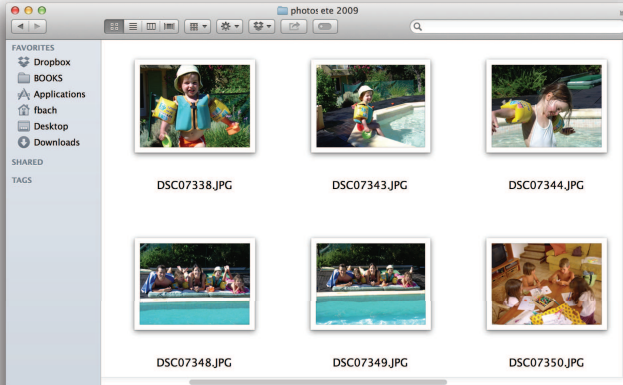 photos ete 2009
FAVORITES
Dropbox
BOOKS
Applications
fbach
Desktop
Downloads
SHARED
TAGS
DSC07338.JPG
DSC07343.JPG
DSC07344.JPG
DSC07348.JPG
DSC07349.JPG
DSC07350.JPG